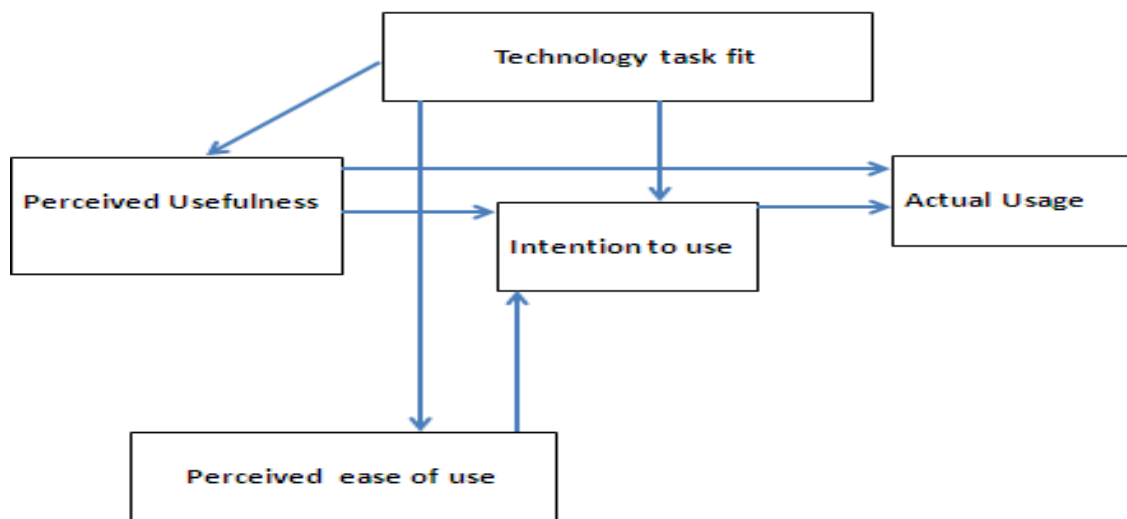 Technology task fit
Perceived Usefulness
Actual Usage
Intention to use
Perceived ease of use